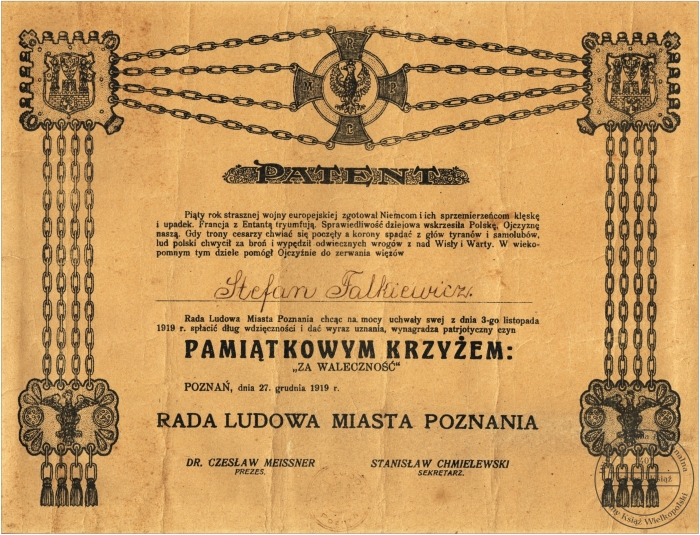 R
M P
P
PATENT
Piąty rok strasznej wojny europejskiej zgotował Niemcom i ich sprzemierzeńcom klęskę
i upadek. Francja z Ententą tryumfują. Sprawiedliwość dziejowa wskrzesiła Polskę, Ojczyznę
naszą. Gdy trony cesarzy chwiać się poczęły a korony spadać z głów tyranów i samolubów,
lud polski chwycił za broń i wypędził odwiecznych wrogów z nad Wisły i Warty. W wieko-
pomnym tym dziele pomógł Ojczyźnie do zerwania więzów
Stefan Falkiewicz.
Rada Ludowa Miasta Poznania chcąc na mocy uchwały swej z dnia 3-go listopada
1919 r. spłacić dług wdzięczności i dać wyraz uznania, wynagradza patrjotyczny czyn
PAMIĄTKOWYM KRZYŻEM:
„ZA WALECZNOŚĆ“
POZNAŃ, dnia 27. grudnia 1919 r.
RADA LUDOWA MIASTA POZNANIA
DR. CZESŁAW MEISSNER STANISŁAW CHMIELEWSKI
PREZES. SEKRETARZ.
Książ Wielkopolski